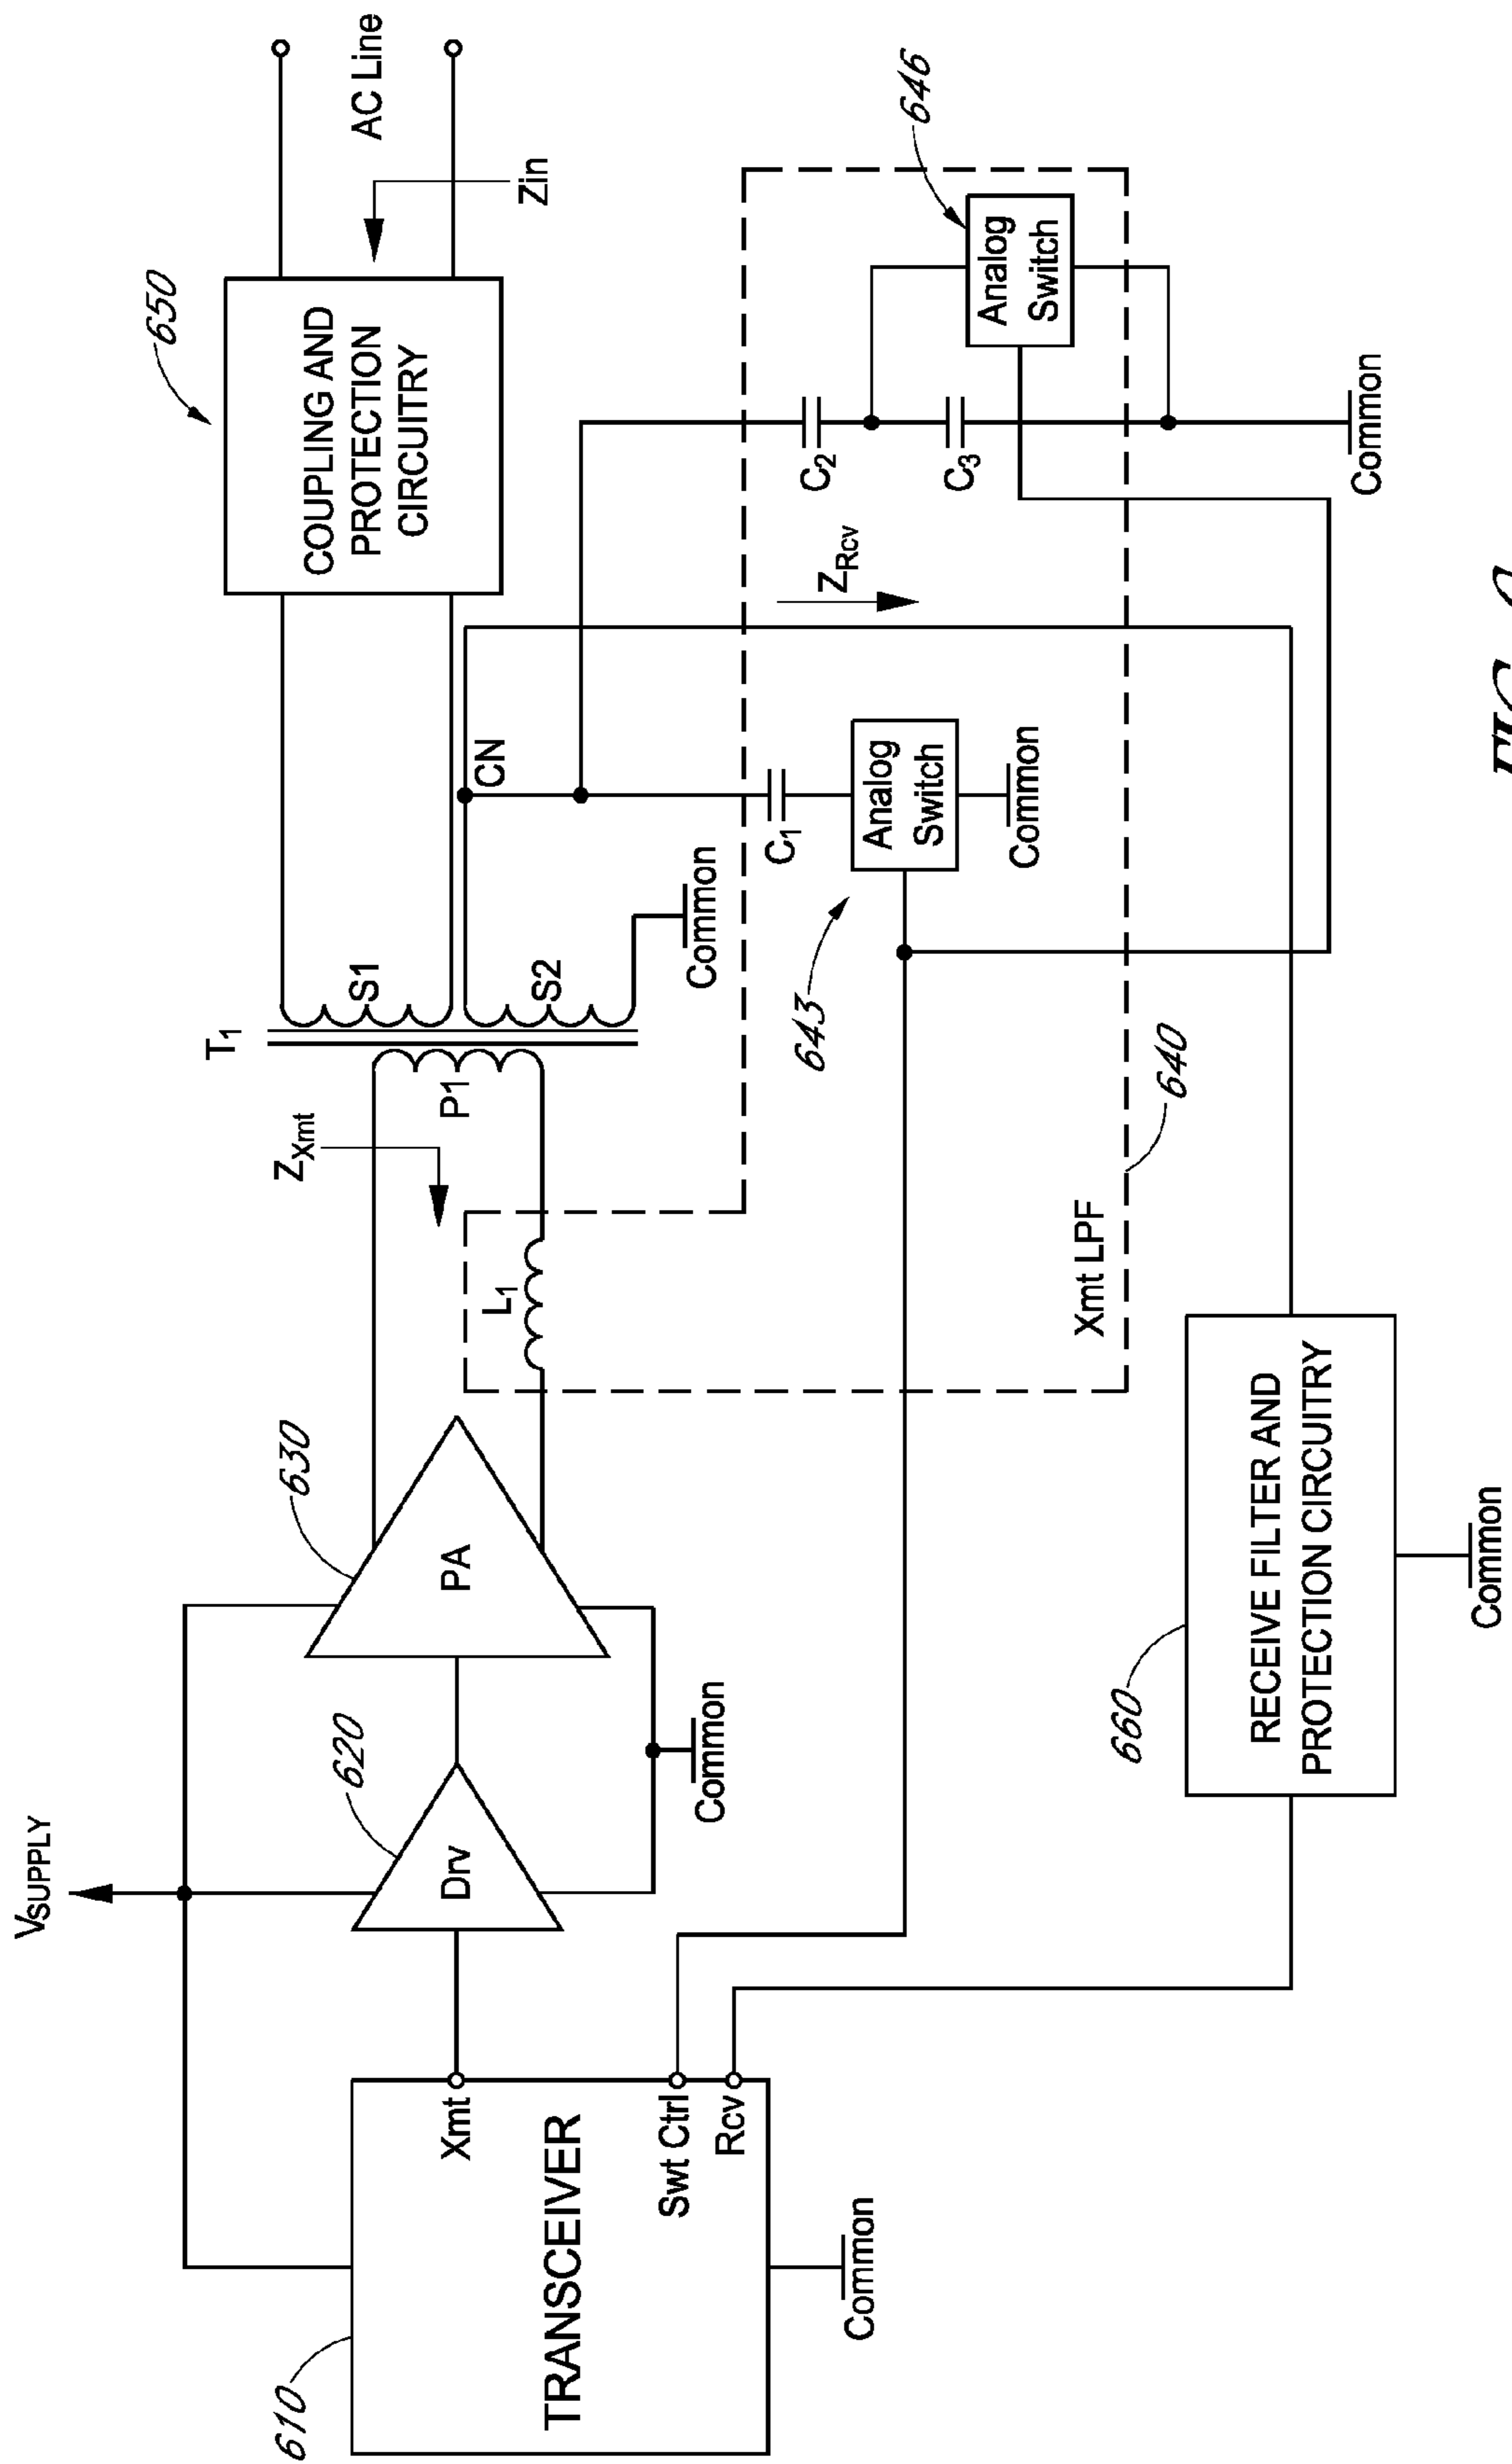 VSUPPLY
610
TRANSCEIVER
Xmt
Swt Ctrl
Rcv
Common
620
Drv
630
PA
Common
ZXmt
L1
T1
P1
S1
S2
Common
CN
650
COUPLING AND
PROTECTION
CIRCUITRY
AC Line
Zin
Xmt LPF
640
643
C1
Analog
Switch
Common
ZRcv
C2
C3
646
Analog
Switch
Common
660
RECEIVE FILTER AND
PROTECTION CIRCUITRY
Common